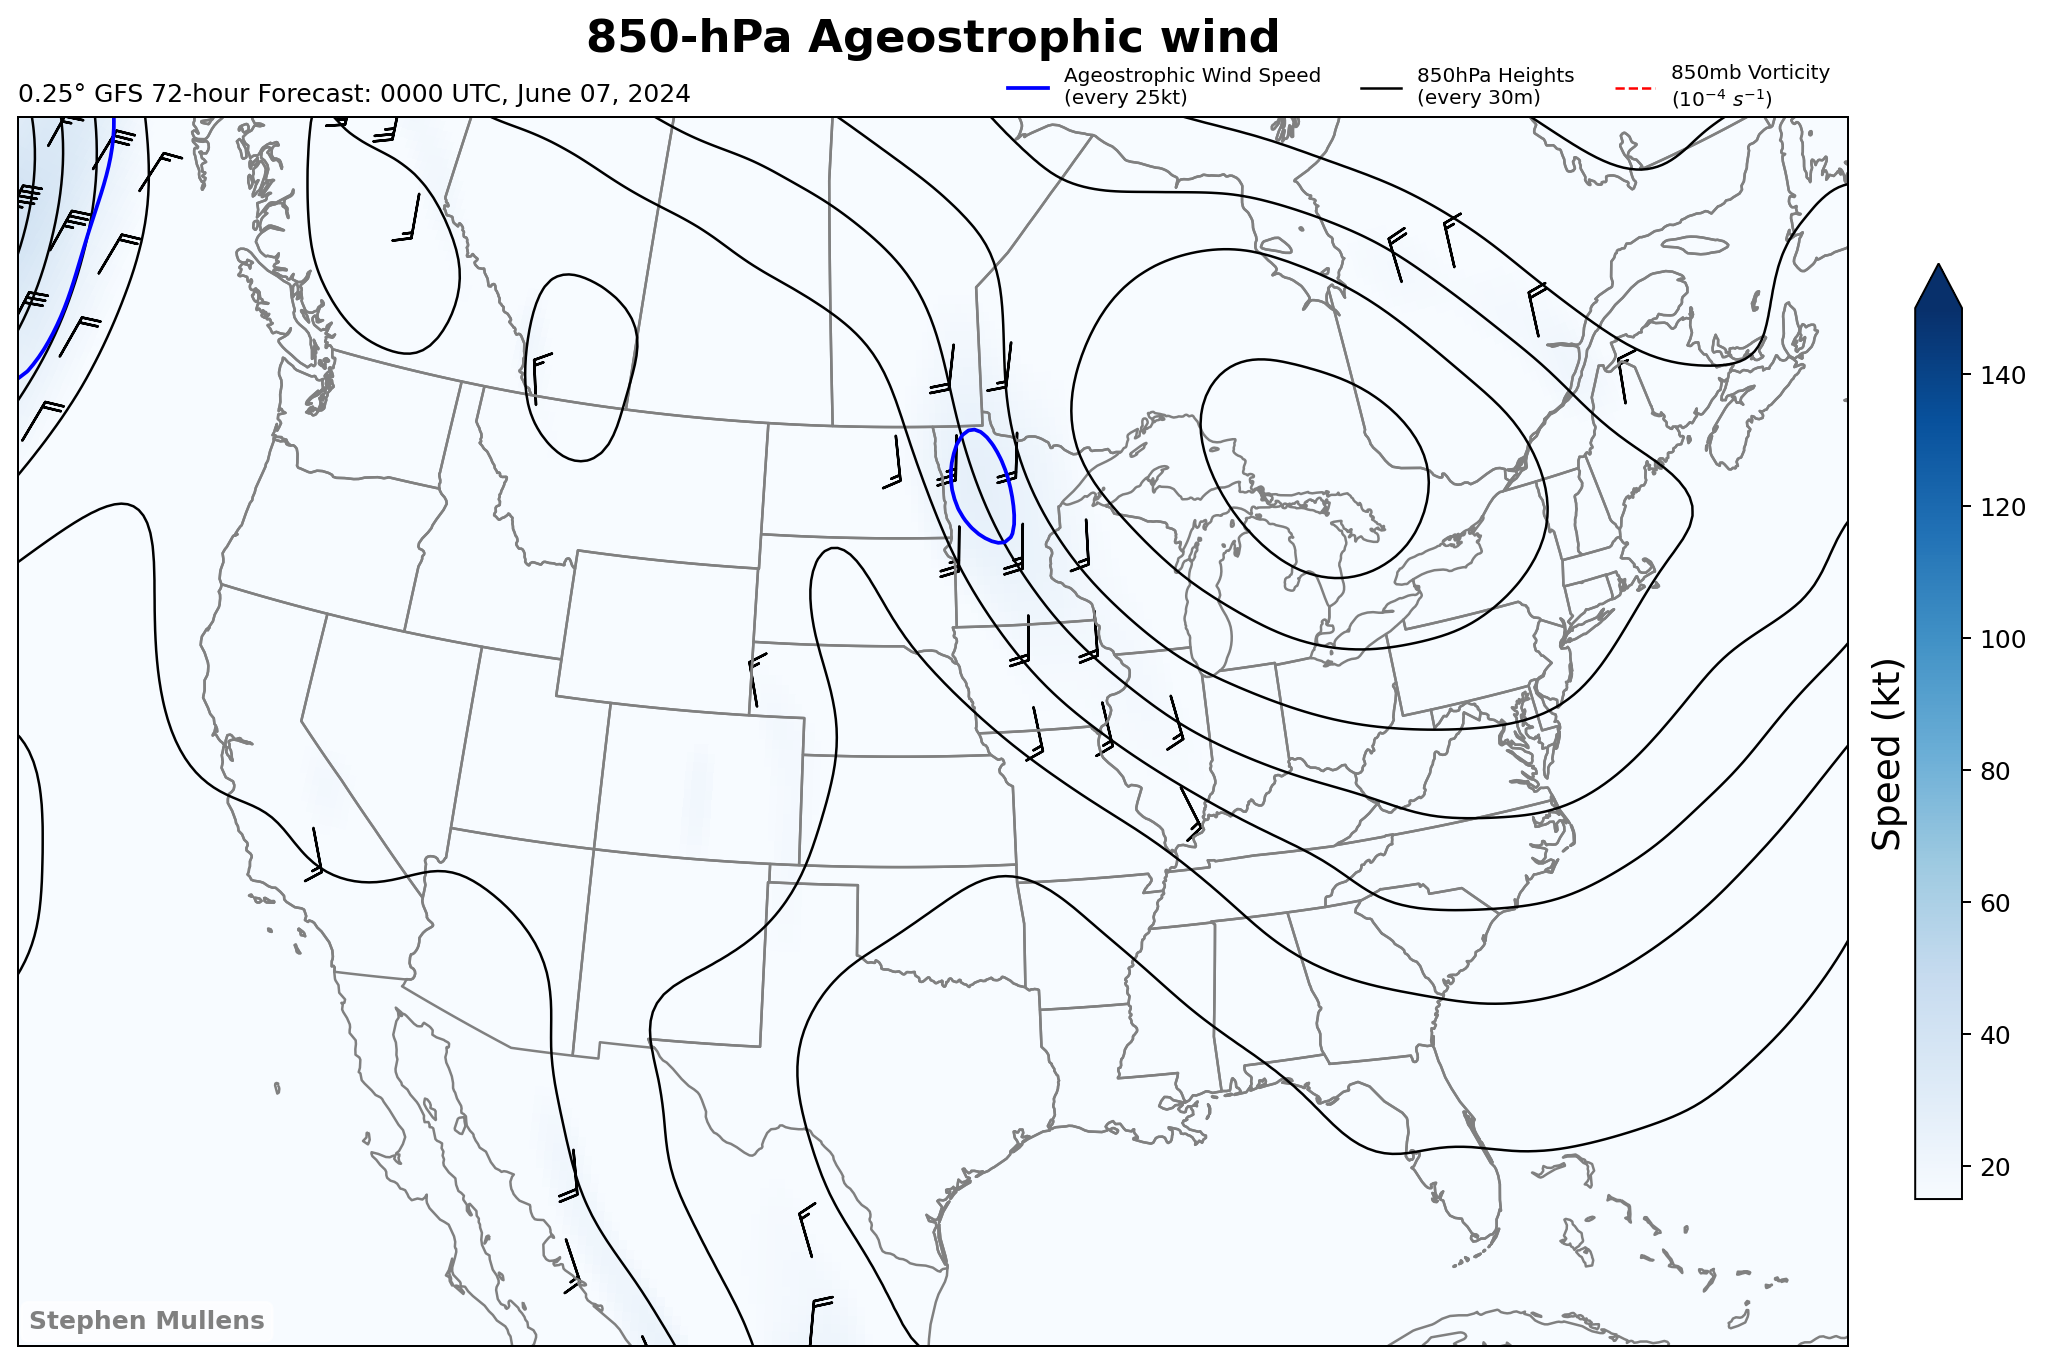 850-hPa Ageostrophic wind
0.25° GFS 72-hour Forecast: 0000 UTC, June 07, 2024
Ageostrophic Wind Speed
(every 25kt)
850hPa Heights
(every 30m)
850mb Vorticity
(10⁻⁴ s⁻¹)
140
120
100
80
60
40
20
Speed (kt)
Stephen Mullens